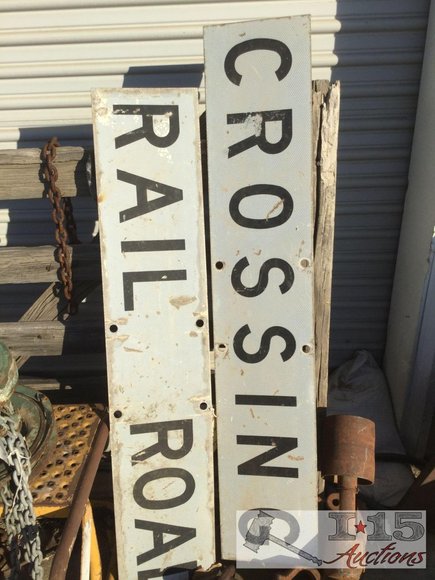 RAIL ROA
CROSSIN
I-15
Auctions